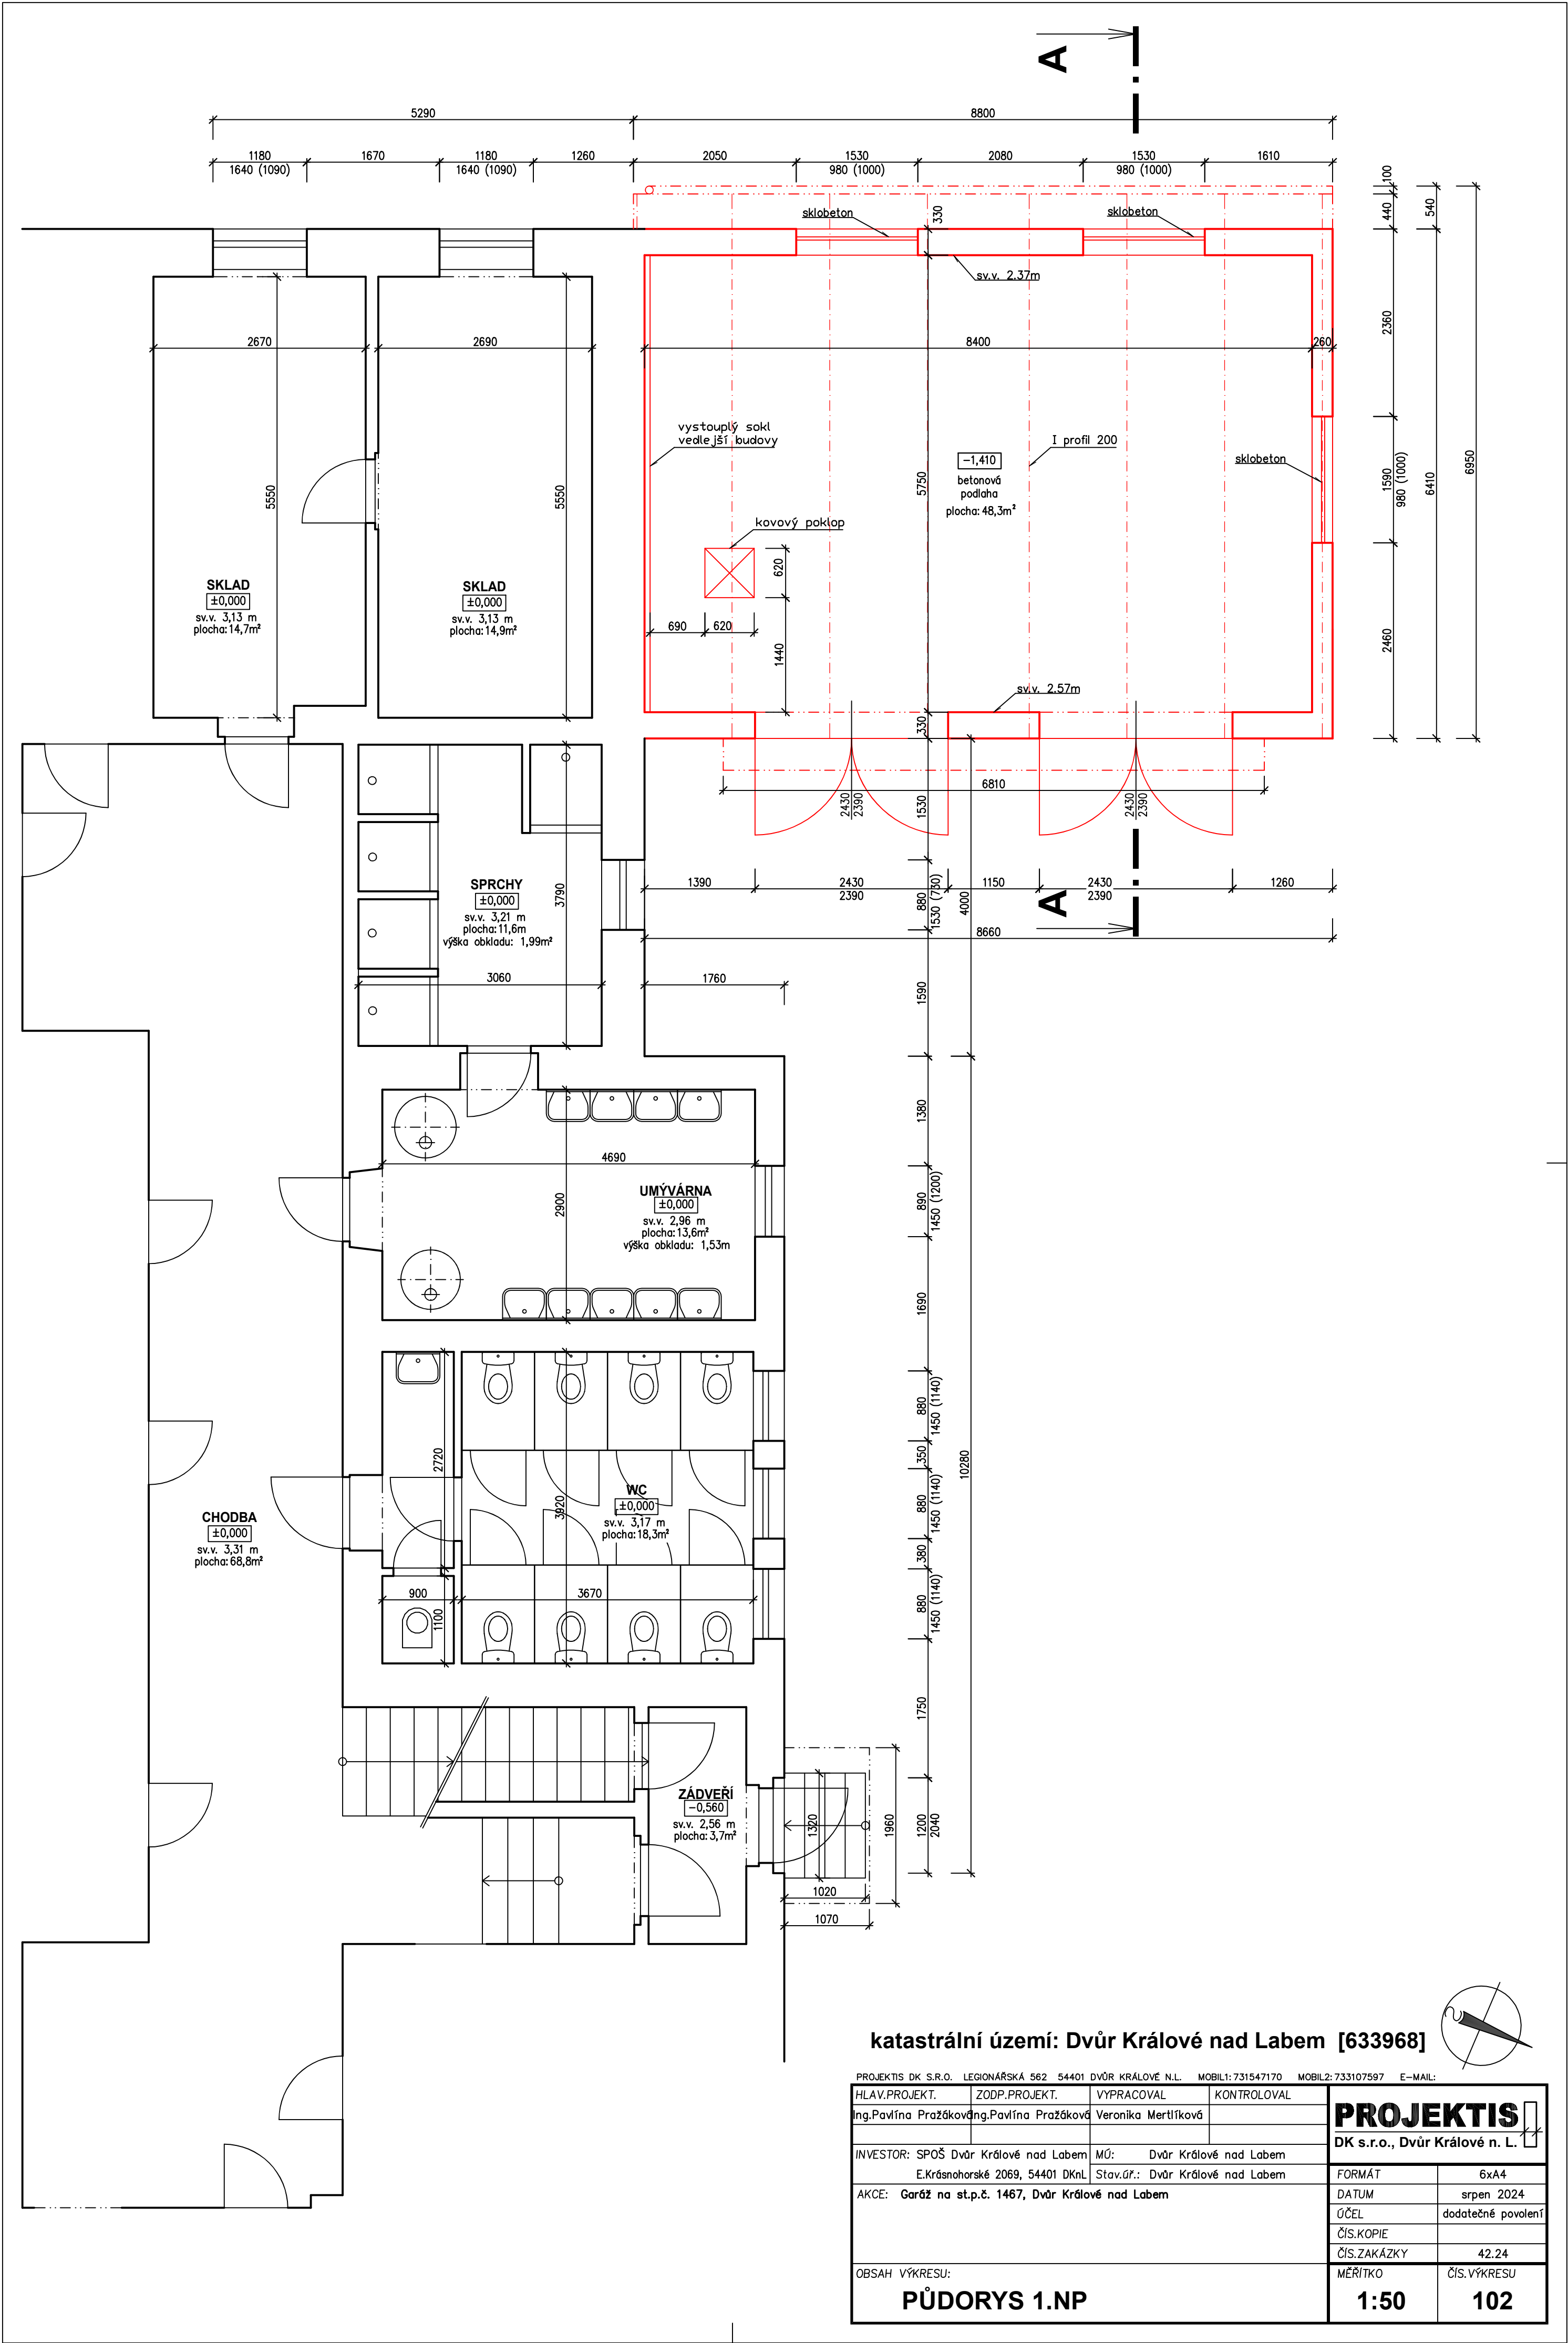 A
5290
8800
1180
1640 (1090)
1670
1180
1640 (1090)
1260
2050
1530
980 (1000)
2080
1530
980 (1000)
1610
100
440
540
330
sklobeton
sklobeton
sv.v. 2.37m
2670
2690
8400
260
2360
vystouplý sokl
vedlejší budovy
I profil 200
sklobeton
-1,410
betonová
podlaha
plocha: 48,3m²
5550
5550
5750
1590
980 (1000)
6410
6950
kovový poklop
620
690
620
1440
2460
SKLAD
±0,000
sv.v. 3,13 m
plocha: 14,7m²
SKLAD
±0,000
sv.v. 3,13 m
plocha: 14,9m²
sv.v. 2.57m
330
6810
2430
2390
2430
2390
1530
1390
2430
2390
1150
2430
2390
1260
880
1530 (730)
4000
A
8660
SPRCHY
±0,000
sv.v. 3,21 m
plocha: 11,6m
výška obkladu: 1,99m²
3790
3060
1760
1590
1380
4690
2900
UMÝVÁRNA
±0,000
sv.v. 2,96 m
plocha: 13,6m²
výška obkladu: 1,53m
890
1450 (1200)
1690
880
1450 (1140)
350
880
1450 (1140)
380
880
1450 (1140)
10280
2720
3920
WC
±0,000
sv.v. 3,17 m
plocha: 18,3m²
CHODBA
±0,000
sv.v. 3,31 m
plocha: 68,8m²
900
3670
1100
1750
ZÁDVEŘÍ
-0,560
sv.v. 2,56 m
plocha: 3,7m²
1320
1960
1200
2040
1020
1070
katastrální území: Dvůr Králové nad Labem [633968]
PROJEKTIS DK S.R.O. LEGIONÁŘSKÁ 562 54401 DVŮR KRÁLOVÉ N.L. MOBIL1: 731547170 MOBIL2: 733107597 E-MAIL:
HLAV.PROJEKT. ZODP.PROJEKT. VYPRACOVAL KONTROLOVAL
Ing.Pavlína Pražáková Ing.Pavlína Pražáková Veronika Mertlíková
PROJEKTIS
DK s.r.o., Dvůr Králové n. L.
INVESTOR: SPOŠ Dvůr Králové nad Labem MÚ: Dvůr Králové nad Labem
E.Krásnohorské 2069, 54401 DKnL Stav.úř.: Dvůr Králové nad Labem
AKCE: Garáž na st.p.č. 1467, Dvůr Králové nad Labem
FORMÁT 6xA4
DATUM srpen 2024
ÚČEL dodatečné povolení
ČÍS.KOPIE
ČÍS.ZAKÁZKY 42.24
OBSAH VÝKRESU:
PŮDORYS 1.NP
MĚŘÍTKO ČÍS.VÝKRESU
1:50 102